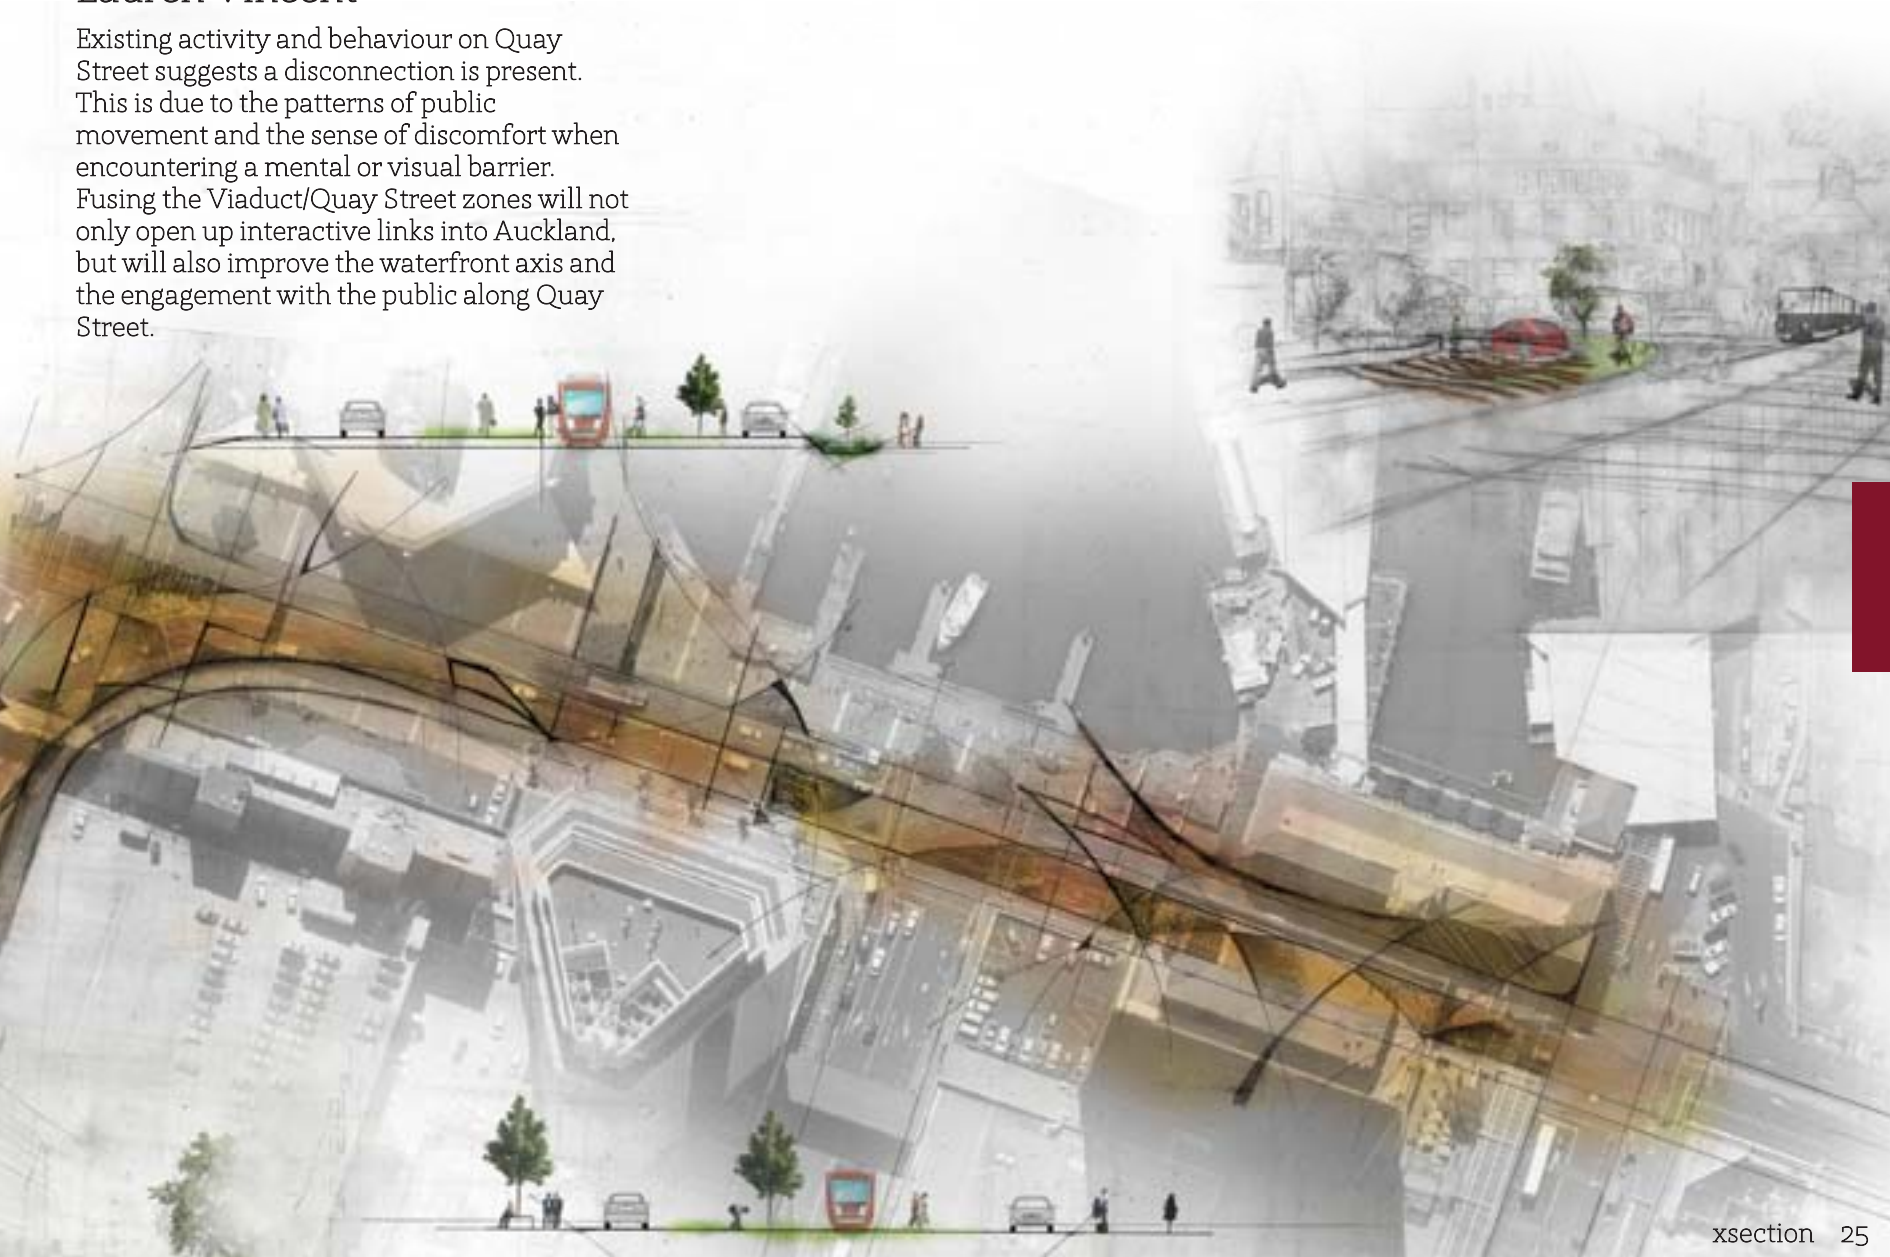 Lauren Vincent
Existing activity and behaviour on Quay
Street suggests a disconnection is present.
This is due to the patterns of public
movement and the sense of discomfort when
encountering a mental or visual barrier.
Fusing the Viaduct/Quay Street zones will not
only open up interactive links into Auckland,
but will also improve the waterfront axis and
the engagement with the public along Quay
Street.
xsection 25